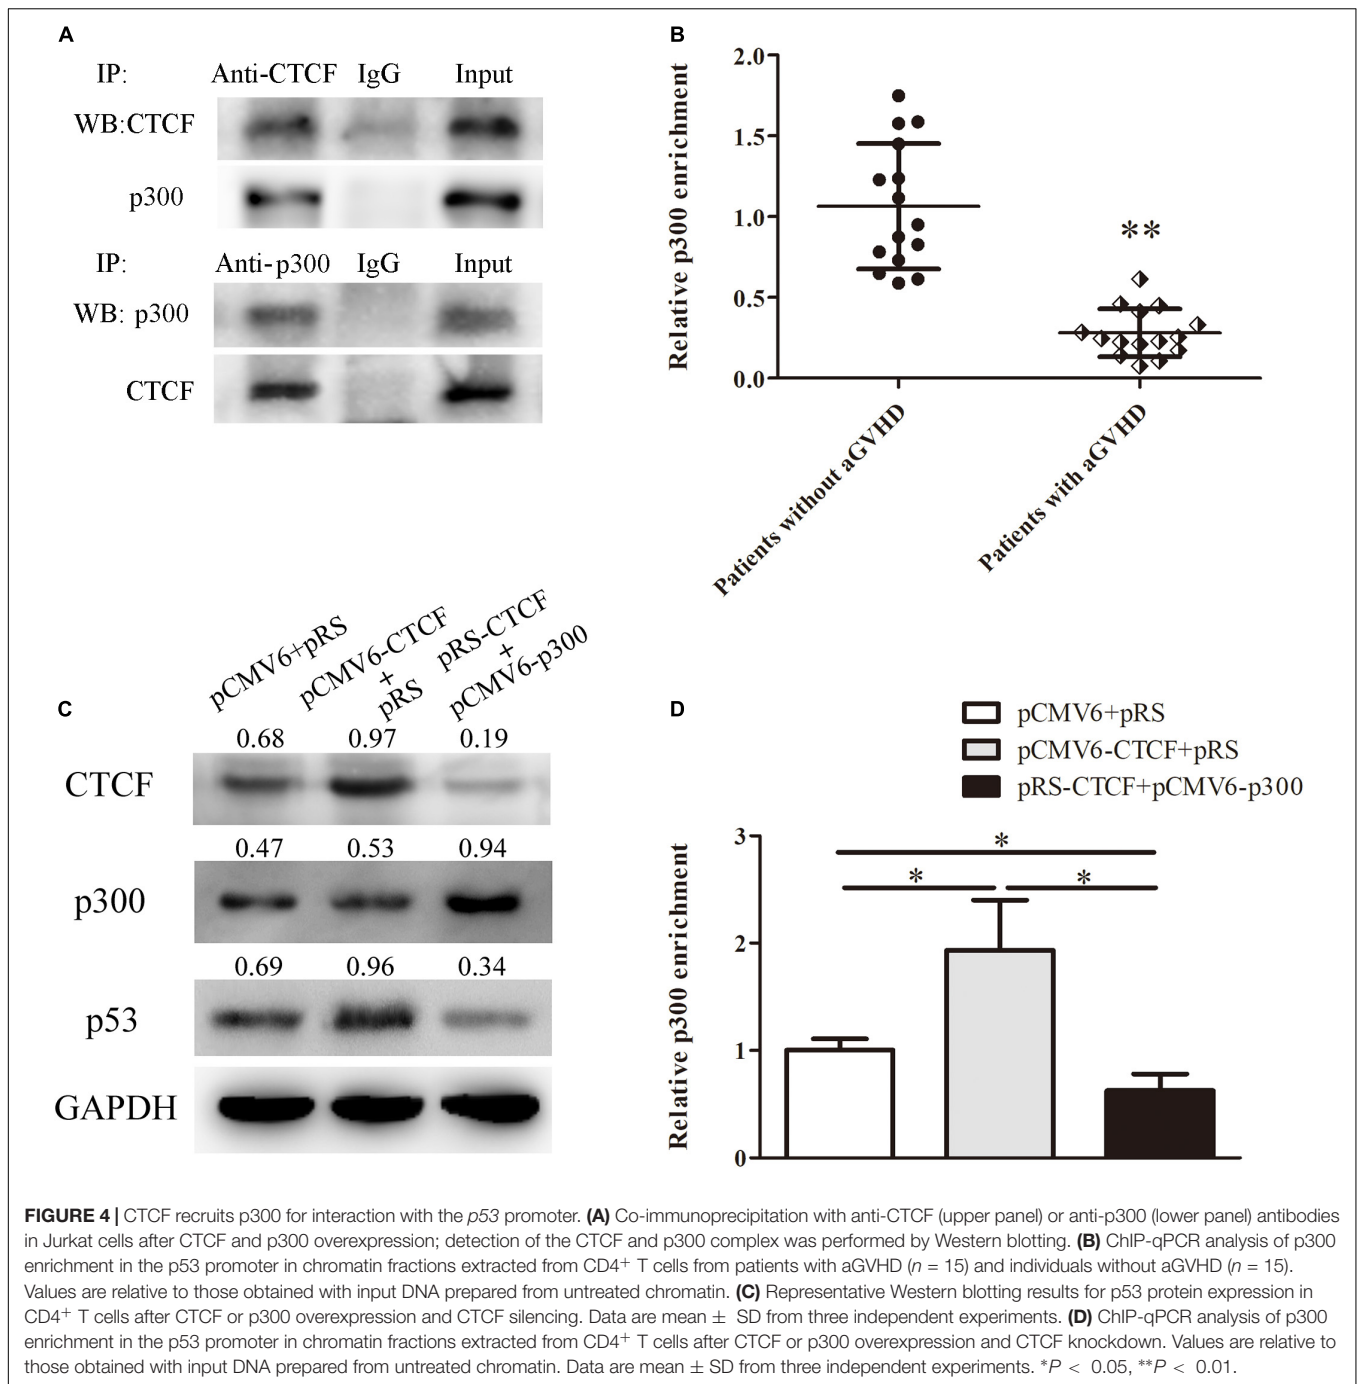 A
IP: Anti-CTCF IgG Input
WB:CTCF
p300
IP: Anti-p300 IgG Input
WB: p300
CTCF
B
Relative p300 enrichment
2.0
1.5
1.0
0.5
0.0
**
Patients without aGVHD
Patients with aGVHD
C
pCMV6+pRS
pCMV6-CTCF
+
pRS
pRS-CTCF
+
pCMV6-p300
0.68 0.97 0.19
CTCF
0.47 0.53 0.94
p300
0.69 0.96 0.34
p53
GAPDH
D
pCMV6+pRS
pCMV6-CTCF+pRS
pRS-CTCF+pCMV6-p300
Relative p300 enrichment
3
2
1
0
*
* *
FIGURE 4 | CTCF recruits p300 for interaction with the p53 promoter. (A) Co-immunoprecipitation with anti-CTCF (upper panel) or anti-p300 (lower panel) antibodies
in Jurkat cells after CTCF and p300 overexpression; detection of the CTCF and p300 complex was performed by Western blotting. (B) ChIP-qPCR analysis of p300
enrichment in the p53 promoter in chromatin fractions extracted from CD4+ T cells from patients with aGVHD (n = 15) and individuals without aGVHD (n = 15).
Values are relative to those obtained with input DNA prepared from untreated chromatin. (C) Representative Western blotting results for p53 protein expression in
CD4+ T cells after CTCF or p300 overexpression and CTCF silencing. Data are mean ± SD from three independent experiments. (D) ChIP-qPCR analysis of p300
enrichment in the p53 promoter in chromatin fractions extracted from CD4+ T cells after CTCF or p300 overexpression and CTCF knockdown. Values are relative to
those obtained with input DNA prepared from untreated chromatin. Data are mean ± SD from three independent experiments. *P < 0.05, **P < 0.01.